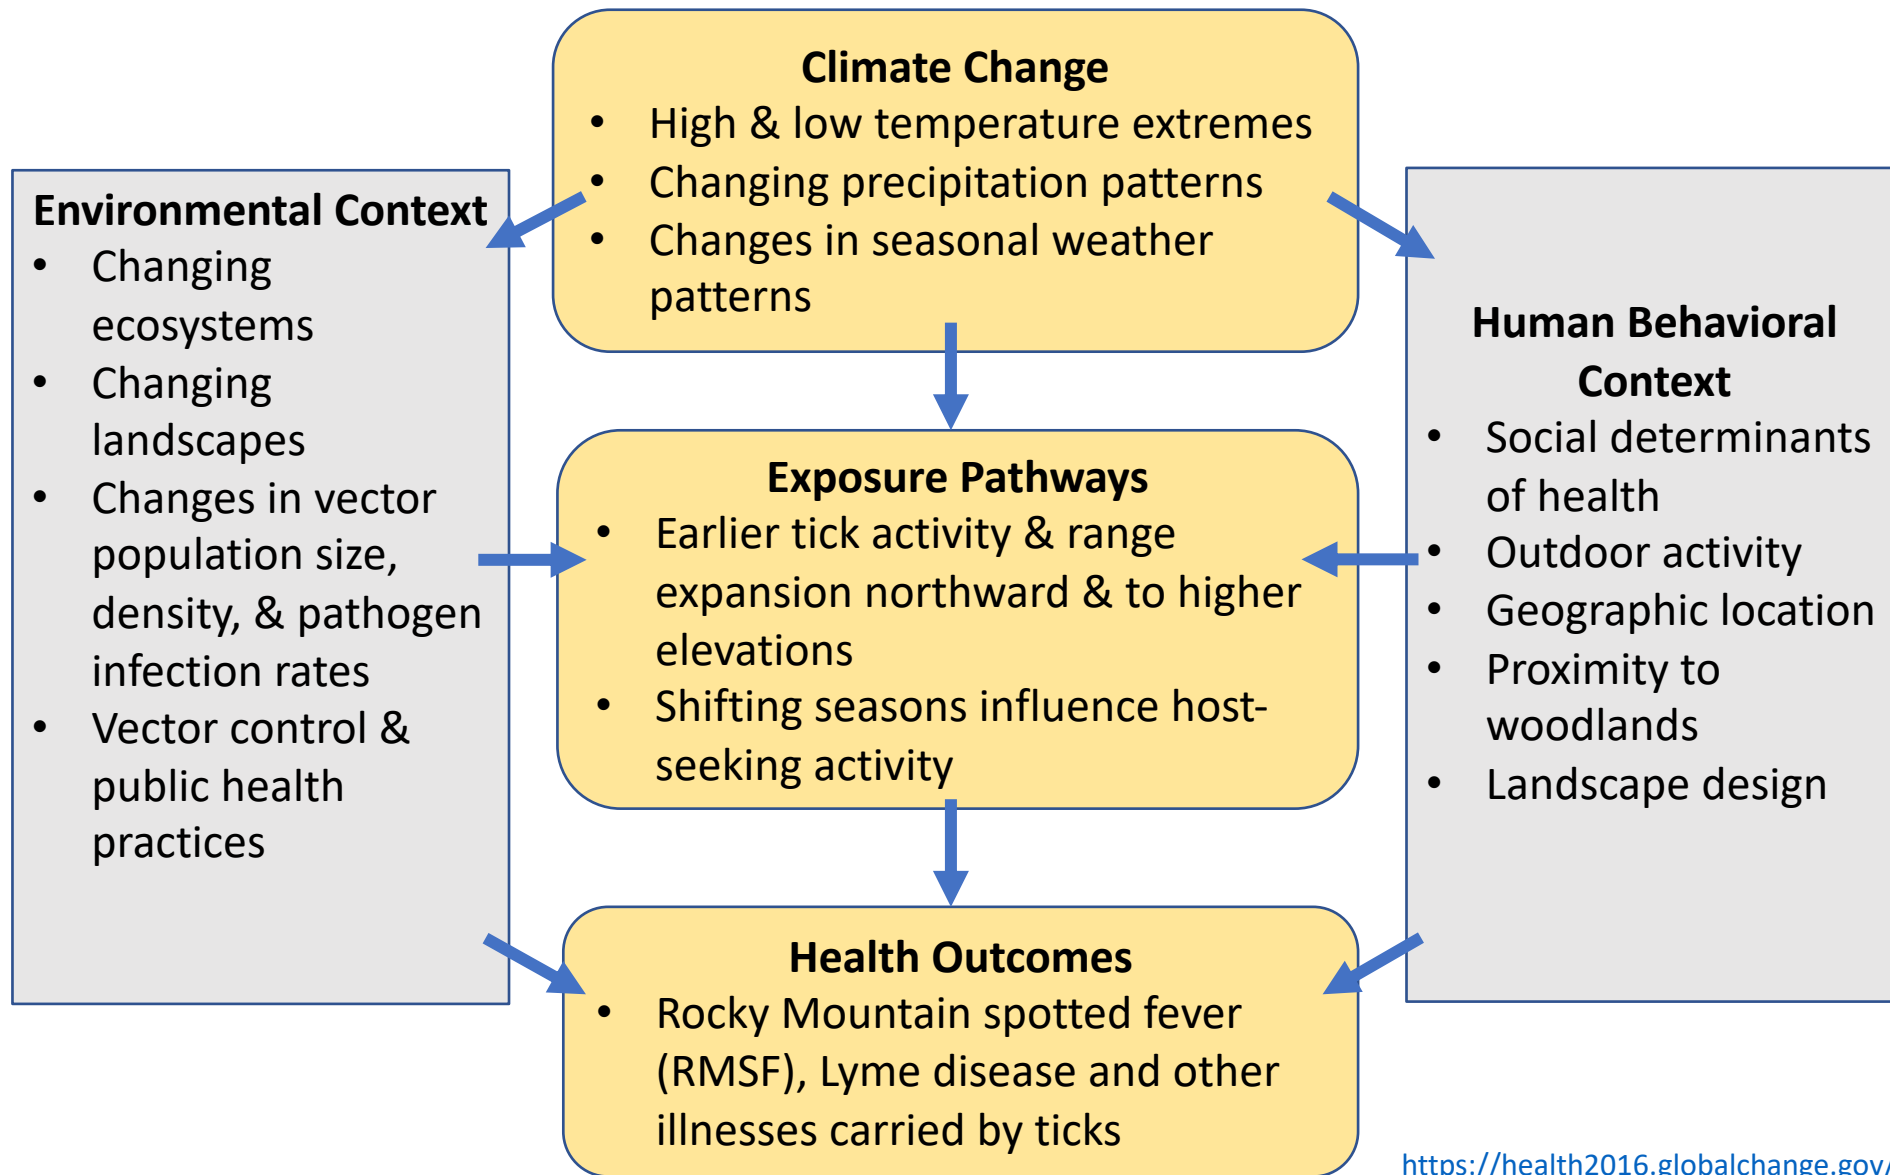 Climate Change
• High & low temperature extremes
• Changing precipitation patterns
• Changes in seasonal weather
patterns
Environmental Context
• Changing
ecosystems
• Changing
landscapes
• Changes in vector
population size,
density, & pathogen
infection rates
• Vector control &
public health
practices
Exposure Pathways
• Earlier tick activity & range
expansion northward & to higher
elevations
• Shifting seasons influence host-
seeking activity
Human Behavioral
Context
• Social determinants
of health
• Outdoor activity
• Geographic location
• Proximity to
woodlands
• Landscape design
Health Outcomes
• Rocky Mountain spotted fever
(RMSF), Lyme disease and other
illnesses carried by ticks
https://health2016.globalchange.gov/